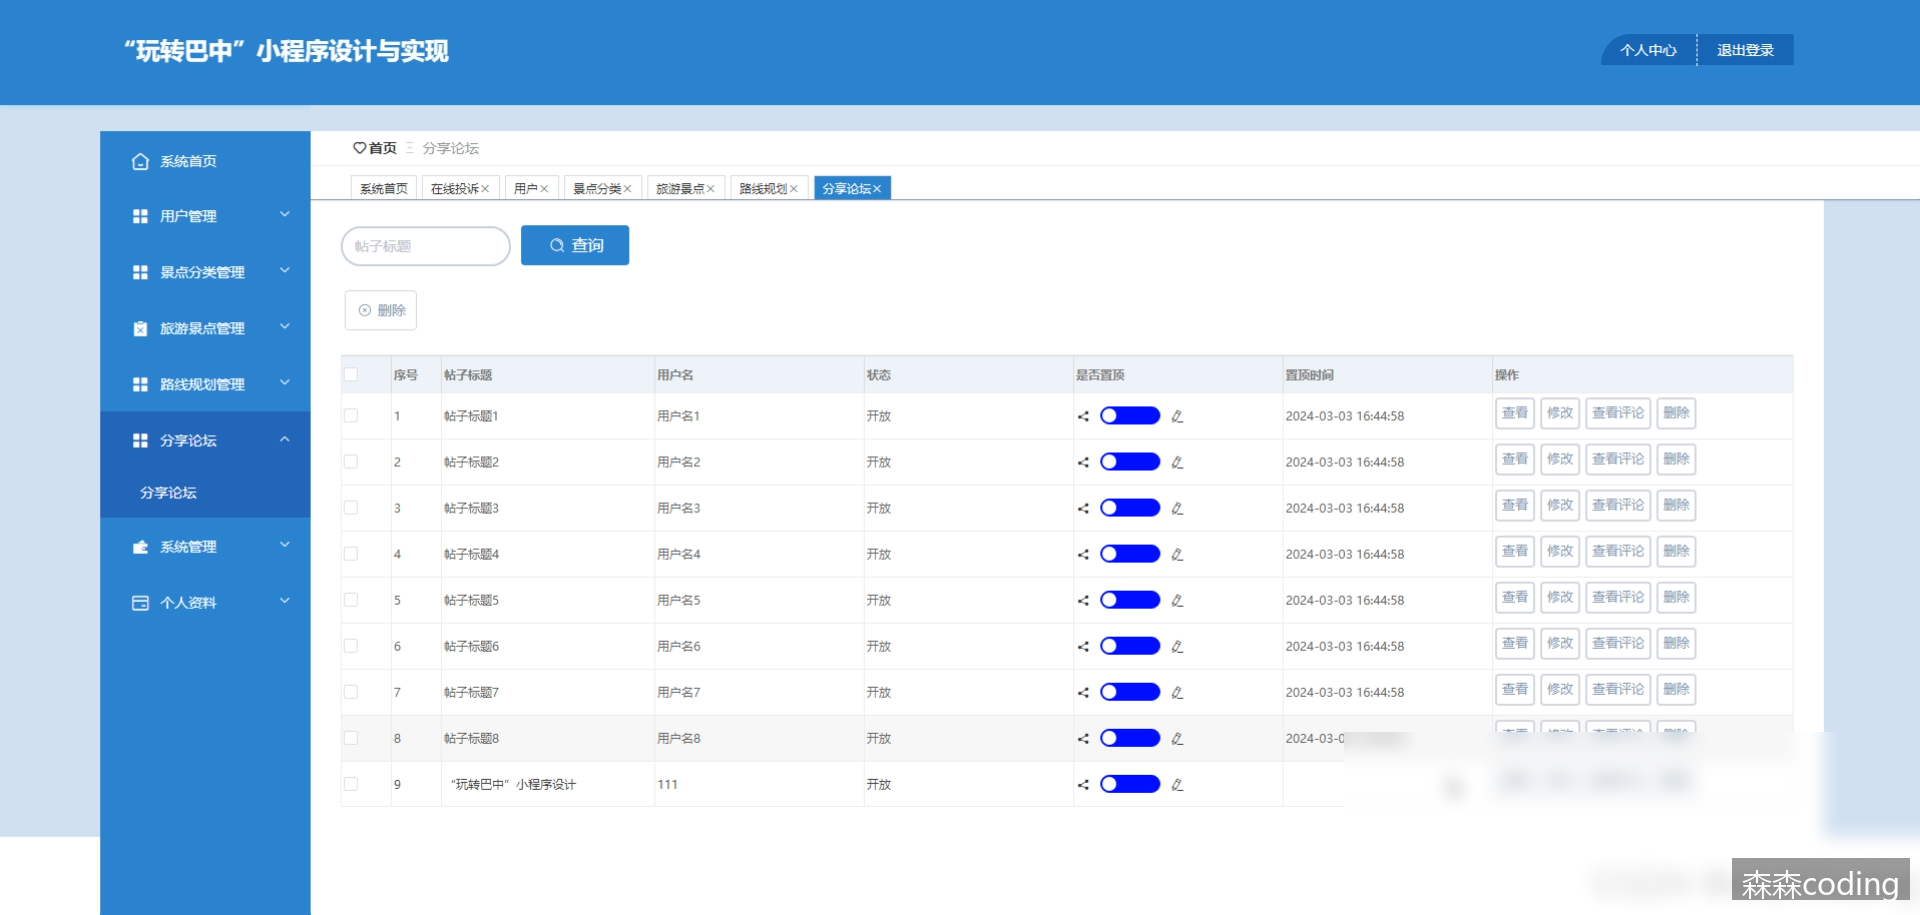 “玩转巴中”小程序设计与实现
个人中心 退出登录
系统首页
用户管理
景点分类管理
旅游景点管理
路线规划管理
分享论坛
分享论坛
系统管理
个人资料
首页 分享论坛
系统首页 在线投诉× 用户× 景点分类× 旅游景点× 路线规划× 分享论坛×
帖子标题 查询
删除
序号 帖子标题 用户名 状态 是否置顶 置顶时间 操作
1 帖子标题1 用户名1 开放 2024-03-03 16:44:58 查看 修改 查看评论 删除
2 帖子标题2 用户名2 开放 2024-03-03 16:44:58 查看 修改 查看评论 删除
3 帖子标题3 用户名3 开放 2024-03-03 16:44:58 查看 修改 查看评论 删除
4 帖子标题4 用户名4 开放 2024-03-03 16:44:58 查看 修改 查看评论 删除
5 帖子标题5 用户名5 开放 2024-03-03 16:44:58 查看 修改 查看评论 删除
6 帖子标题6 用户名6 开放 2024-03-03 16:44:58 查看 修改 查看评论 删除
7 帖子标题7 用户名7 开放 2024-03-03 16:44:58 查看 修改 查看评论 删除
8 帖子标题8 用户名8 开放 2024-03-0
9 “玩转巴中”小程序设计 111 开放
森森coding